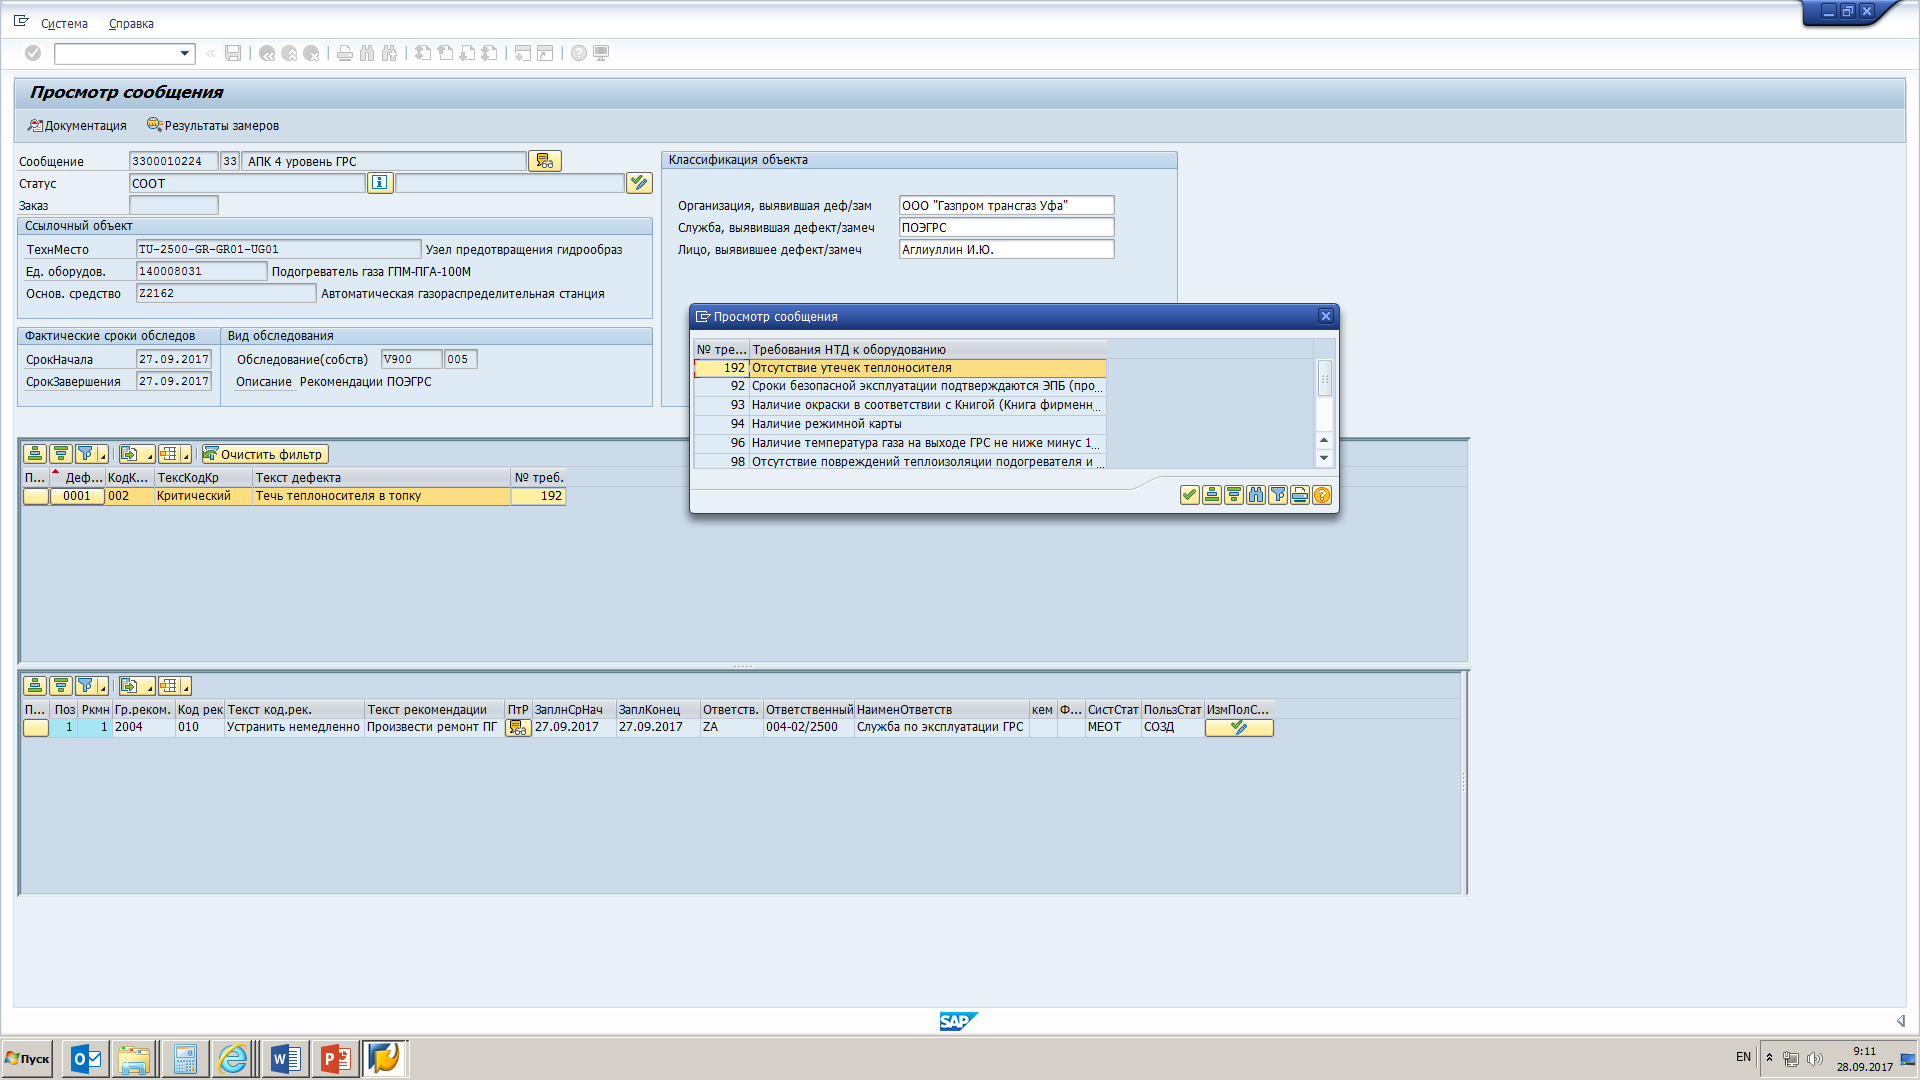 Система Справка
Просмотр сообщения
Документация Результаты замеров
Сообщение 3300010224 33 АПК 4 уровень ГРС
Статус СООТ
Заказ
Ссылочный объект
ТехнМесто TU-2500-GR-GR01-UG01 Узел предотвращения гидрообраз
Ед. оборудов. 140008031 Подогреватель газа ГПМ-ПГА-100М
Основ. средство Z2162 Автоматическая газораспределительная станция
Фактические сроки обследов Вид обследования
СрокНачала 27.09.2017 Обследование(собств) V900 005
СрокЗавершения 27.09.2017 Описание Рекомендации ПОЭГРС
Классификация объекта
Организация, выявившая деф/зам ООО "Газпром трансгаз Уфа"
Служба, выявившая дефект/замеч ПОЭГРС
Лицо, выявившее дефект/замеч Аглиуллин И.Ю.
Просмотр сообщения
№ тре... Требования НТД к оборудованию
192 Отсутствие утечек теплоносителя
92 Сроки безопасной эксплуатации подтверждаются ЭПБ (про...
93 Наличие окраски в соответствии с Книгой (Книга фирменн...
94 Наличие режимной карты
96 Наличие температура газа на выходе ГРС не ниже минус 1...
98 Отсутствие повреждений теплоизоляции подогревателя и ...
Очистить фильтр
П... Деф... КодК... ТексКодКр Текст дефекта № треб.
0001 002 Критический Течь теплоносителя в топку 192
П... Поз Ркмн Гр.реком. Код рек Текст код.рек. Текст рекомендации ПтР ЗаплнСрНач ЗаплКонец Ответств. Ответственный НаименОтветств кем Ф... СистСтат ПользСтат ИзмПолС...
1 1 2004 010 Устранить немедленно Произвести ремонт ПГ 27.09.2017 27.09.2017 ZA 004-02/2500 Служба по эксплуатации ГРС МЕОТ СОЗД
SAP
Пуск EN 9:11
28.09.2017